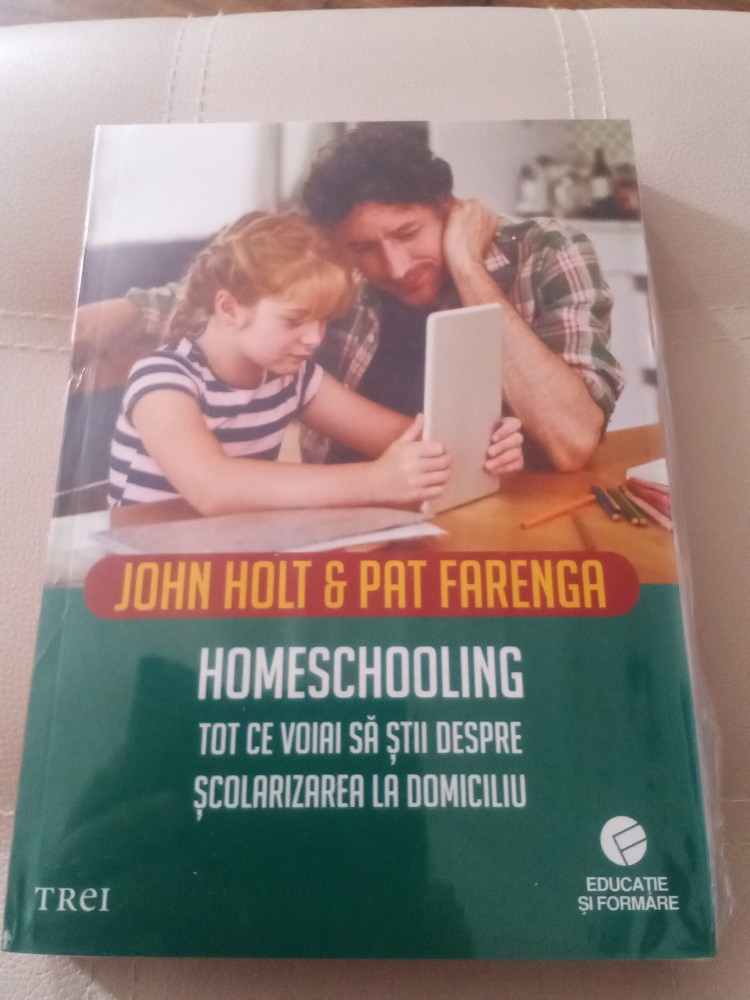 JOHN HOLT & PAT FARENGA
HOMESCHOOLING
TOT CE VOIAI SĂ ȘTII DESPRE
ȘCOLARIZAREA LA DOMICILIU
TREI
EDUCAȚIE
ȘI FORMARE